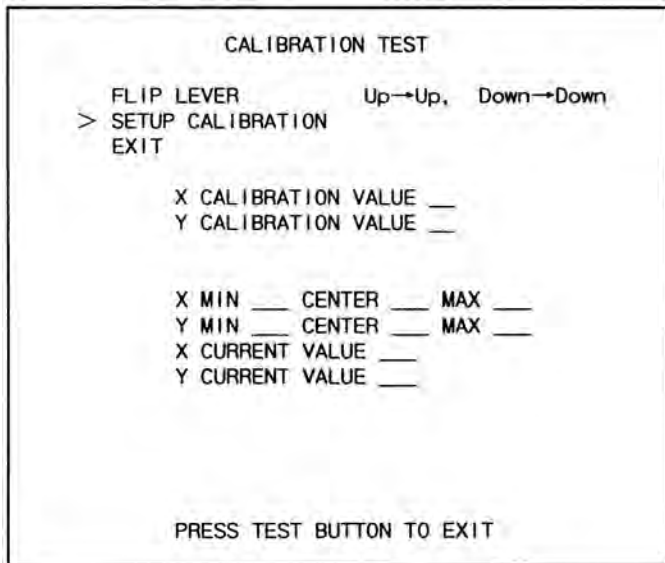 CALIBRATION TEST
FLIP LEVER Up→Up, Down→Down
> SETUP CALIBRATION
EXIT
X CALIBRATION VALUE __
Y CALIBRATION VALUE __
X MIN ___ CENTER ___ MAX ___
Y MIN ___ CENTER ___ MAX ___
X CURRENT VALUE ___
Y CURRENT VALUE ___
PRESS TEST BUTTON TO EXIT